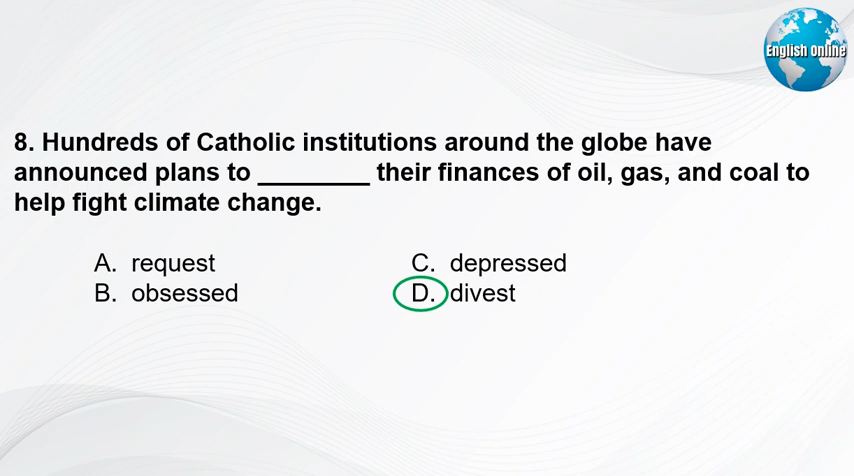 English Online
8. Hundreds of Catholic institutions around the globe have
announced plans to ________ their finances of oil, gas, and coal to
help fight climate change.
A. request
B. obsessed
C. depressed
D. divest